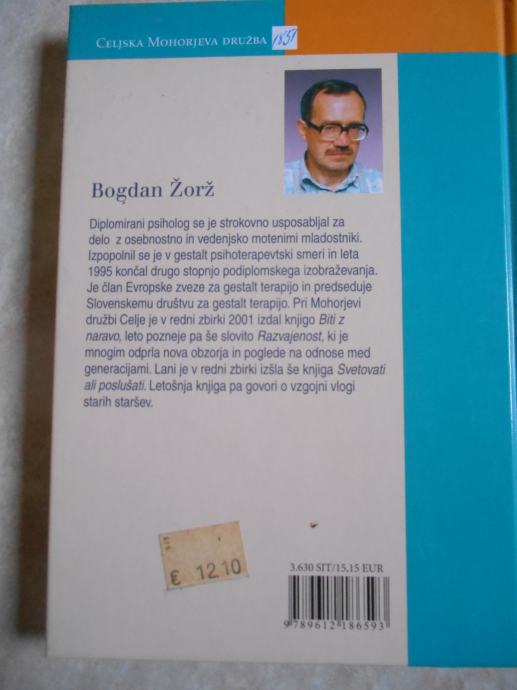 CELJSKA MOHORJEVA DRUŽBA
1851
Bogdan Žorž
Diplomirani psiholog se je strokovno usposabljal za
delo z osebnostno in vedenjsko motenimi mladostniki.
Izpopolnil se je v gestalt psihoterapevtski smeri in leta
1995 končal drugo stopnjo podiplomskega izobraževanja.
Je član Evropske zveze za gestalt terapijo in predseduje
Slovenskemu društvu za gestalt terapijo. Pri Mohorjevi
družbi Celje je v redni zbirki 2001 izdal knjigo Biti z
naravo, leto pozneje pa še slovito Razvajenost, ki je
mnogim odprla nova obzorja in poglede na odnose med
generacijami. Lani je v redni zbirki izšla še knjiga Svetovati
ali poslušati. Letošnja knjiga pa govori o vzgojni vlogi
starih staršev.
€ 12.10
3.630 SIT/15,15 EUR
9 789612 186593